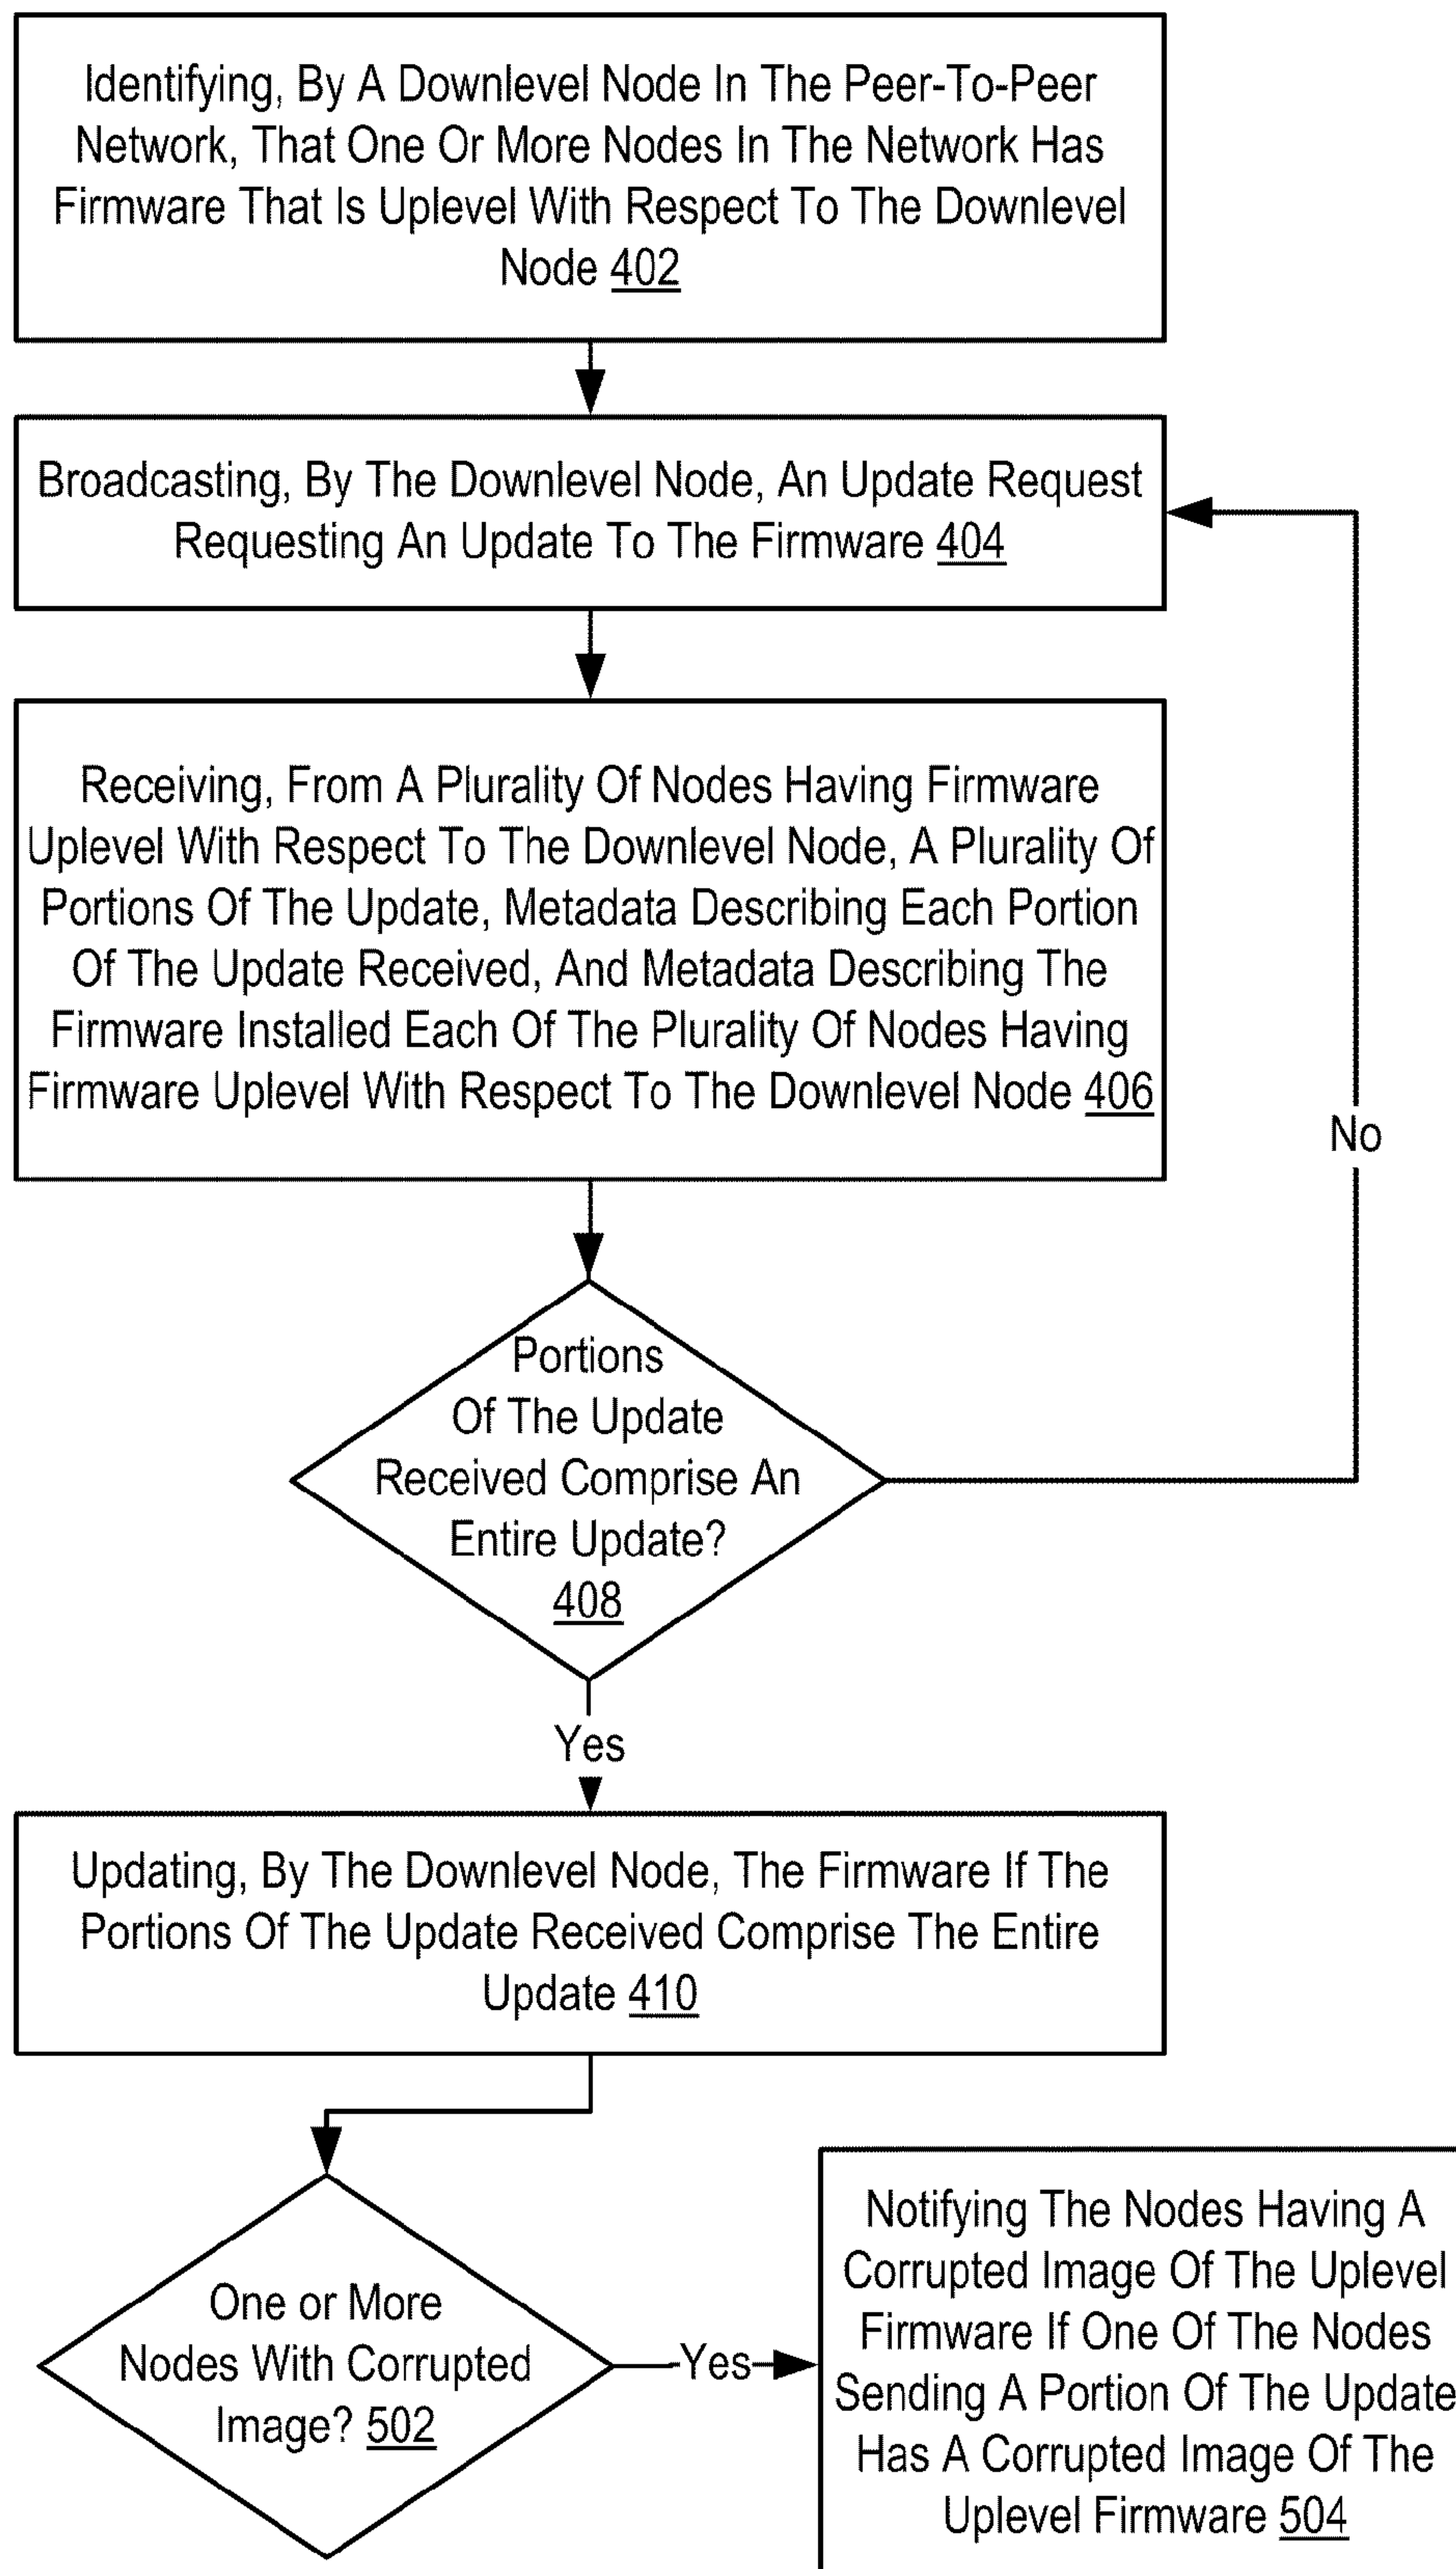 Identifying, By A Downlevel Node In The Peer-To-Peer
Network, That One Or More Nodes In The Network Has
Firmware That Is Uplevel With Respect To The Downlevel
Node 402
Broadcasting, By The Downlevel Node, An Update Request
Requesting An Update To The Firmware 404
Receiving, From A Plurality Of Nodes Having Firmware
Uplevel With Respect To The Downlevel Node, A Plurality Of
Portions Of The Update, Metadata Describing Each Portion
Of The Update Received, And Metadata Describing The
Firmware Installed Each Of The Plurality Of Nodes Having
Firmware Uplevel With Respect To The Downlevel Node 406
No
Portions
Of The Update
Received Comprise An
Entire Update?
408
Yes
Updating, By The Downlevel Node, The Firmware If The
Portions Of The Update Received Comprise The Entire
Update 410
One or More
Nodes With Corrupted
Image? 502
Yes
Notifying The Nodes Having A
Corrupted Image Of The Uplevel
Firmware If One Of The Nodes
Sending A Portion Of The Update
Has A Corrupted Image Of The
Uplevel Firmware 504